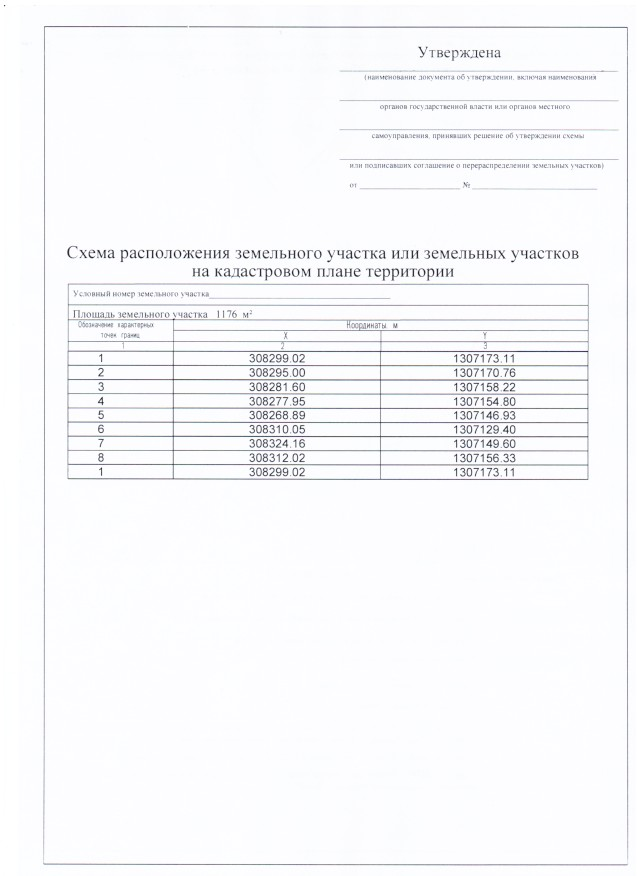 Утверждена
(наименование документа об утверждении, включая наименования
органов государственной власти или органов местного
самоуправления, принявших решение об утверждении схемы
или подписавших соглашение о перераспределении земельных участков)
от ____________________ № ____________________
Схема расположения земельного участка или земельных участков
на кадастровом плане территории
Условный номер земельного участка____________________
Площадь земельного участка 1176 м²
Обозначение характерных точек границ Координаты, м
X Y
1 2 3
1 308299.02 1307173.11
2 308295.00 1307170.76
3 308281.60 1307158.22
4 308277.95 1307154.80
5 308268.89 1307146.93
6 308310.05 1307129.40
7 308324.16 1307149.60
8 308312.02 1307156.33
1 308299.02 1307173.11